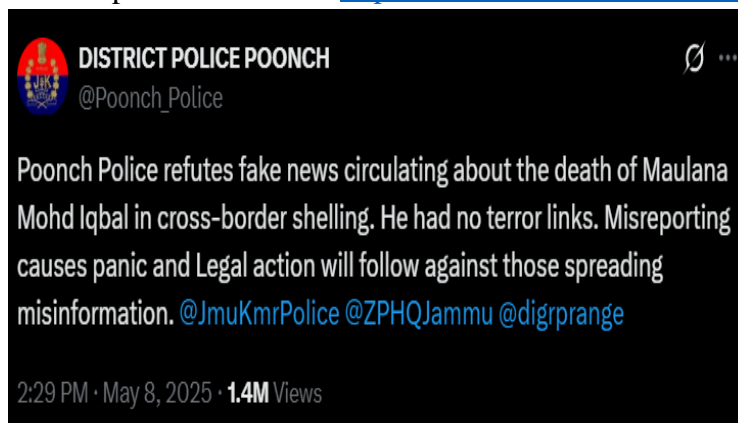 DISTRICT POLICE POONCH
@Poonch_Police
J&K
Poonch Police refutes fake news circulating about the death of Maulana
Mohd Iqbal in cross-border shelling. He had no terror links. Misreporting
causes panic and Legal action will follow against those spreading
misinformation. @JmuKmrPolice @ZPHQJammu @digrprange
2:29 PM · May 8, 2025 · 1.4M Views